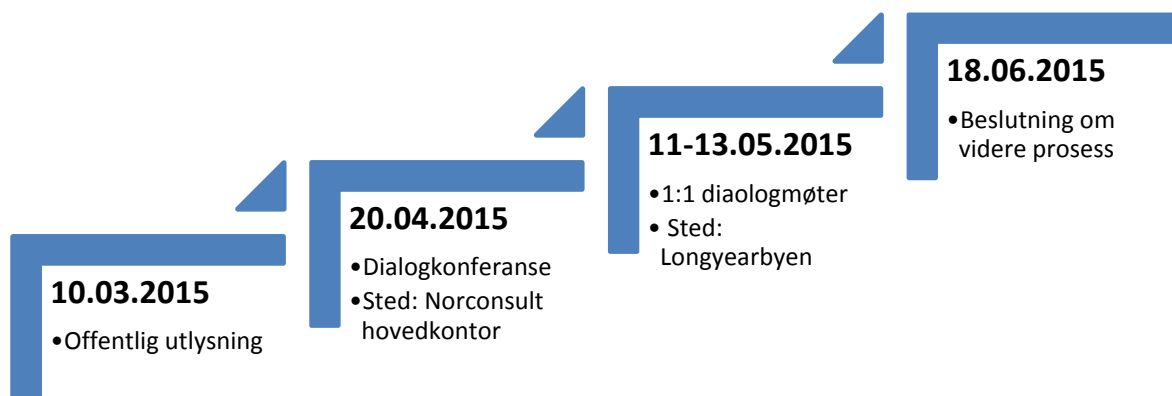 10.03.2015
•Offentlig utlysning
20.04.2015
•Dialogkonferanse
•Sted: Norconsult
hovedkontor
11-13.05.2015
•1:1 diaologmøter
• Sted:
Longyearbyen
18.06.2015
•Beslutning om
videre prosess